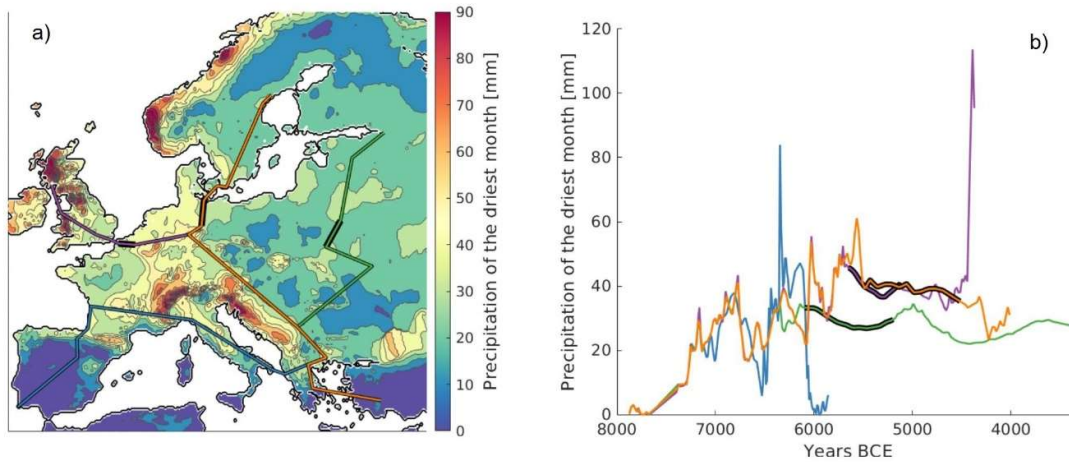 a)
90
80
70
60
50
40
30
20
10
0
Precipitation of the driest month [mm]
b)
120
100
80
60
40
20
0
Precipitation of the driest month [mm]
8000 7000 6000 5000 4000
Years BCE